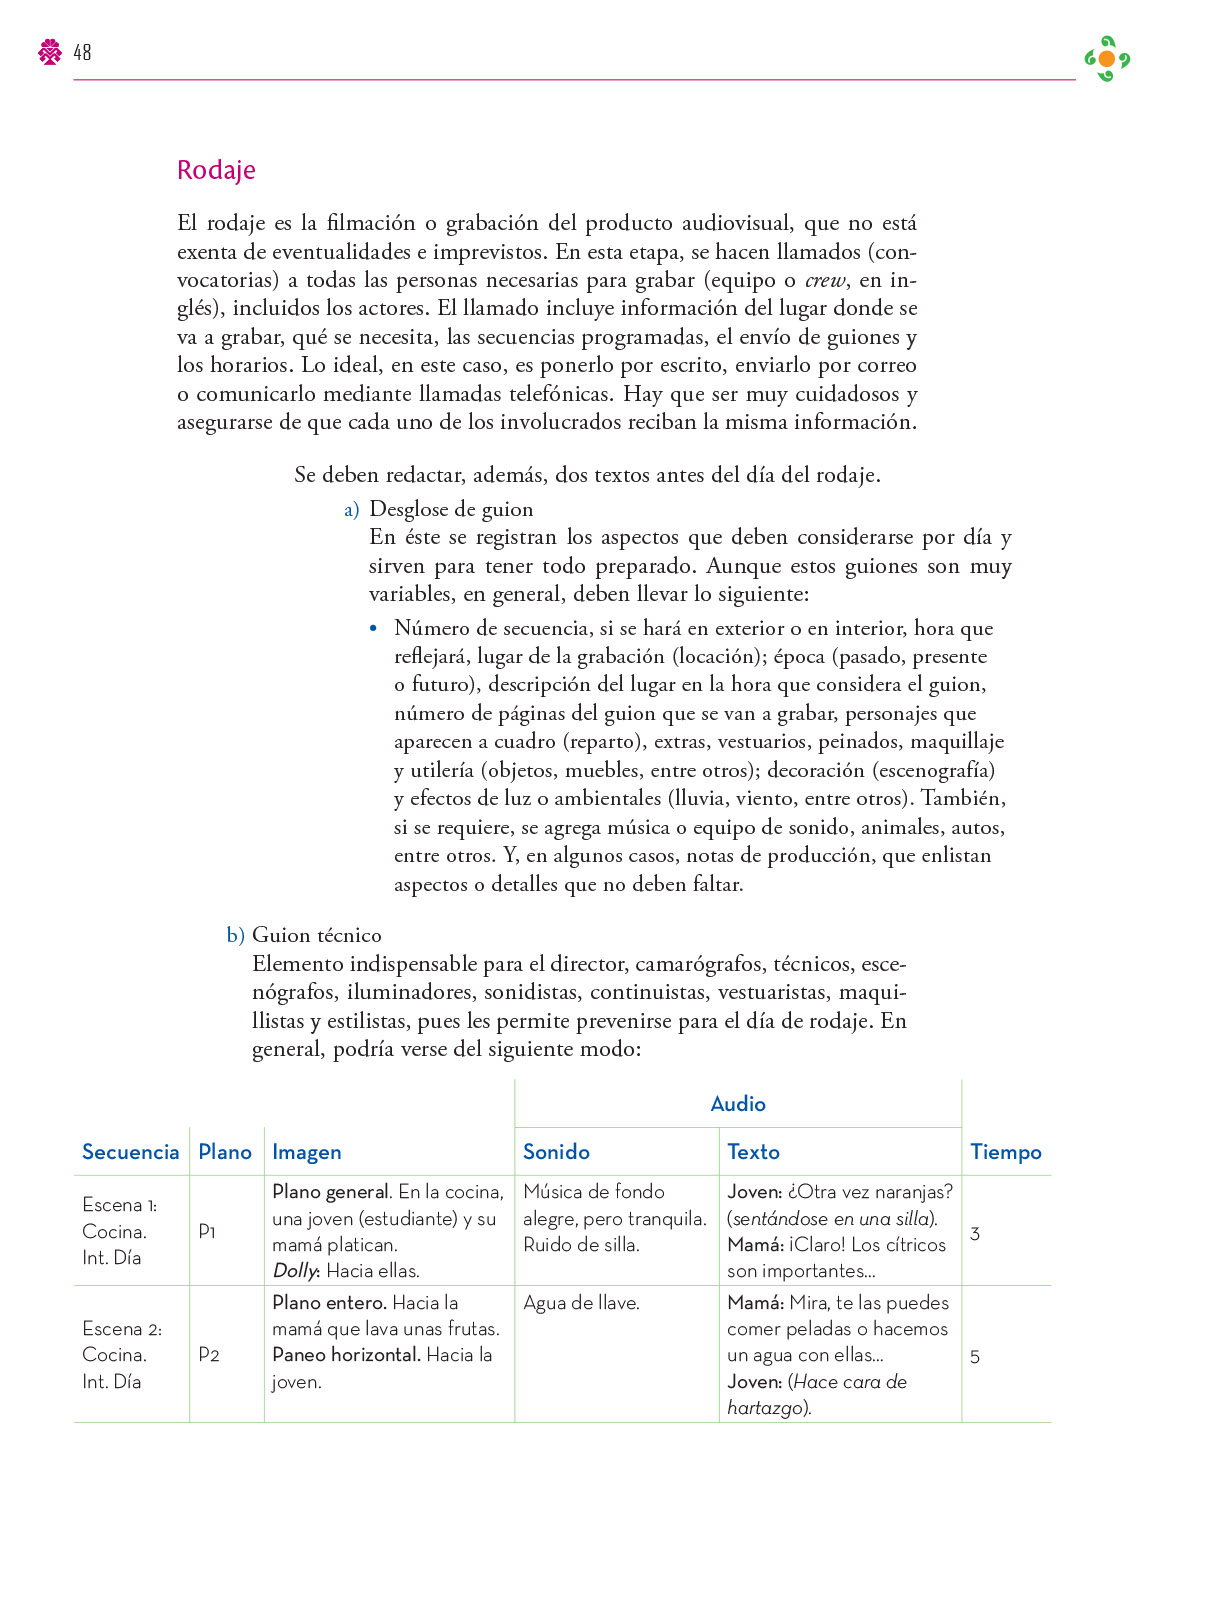 48
Rodaje
El rodaje es la filmación o grabación del producto audiovisual, que no está
exenta de eventualidades e imprevistos. En esta etapa, se hacen llamados (con-
vocatorias) a todas las personas necesarias para grabar (equipo o crew, en in-
glés), incluidos los actores. El llamado incluye información del lugar donde se
va a grabar, qué se necesita, las secuencias programadas, el envío de guiones y
los horarios. Lo ideal, en este caso, es ponerlo por escrito, enviarlo por correo
o comunicarlo mediante llamadas telefónicas. Hay que ser muy cuidadosos y
asegurarse de que cada uno de los involucrados reciban la misma información.
Se deben redactar, además, dos textos antes del día del rodaje.
a) Desglose de guion
En éste se registran los aspectos que deben considerarse por día y
sirven para tener todo preparado. Aunque estos guiones son muy
variables, en general, deben llevar lo siguiente:
• Número de secuencia, si se hará en exterior o en interior, hora que
reflejará, lugar de la grabación (locación); época (pasado, presente
o futuro), descripción del lugar en la hora que considera el guion,
número de páginas del guion que se van a grabar, personajes que
aparecen a cuadro (reparto), extras, vestuarios, peinados, maquillaje
y utilería (objetos, muebles, entre otros); decoración (escenografía)
y efectos de luz o ambientales (lluvia, viento, entre otros). También,
si se requiere, se agrega música o equipo de sonido, animales, autos,
entre otros. Y, en algunos casos, notas de producción, que enlistan
aspectos o detalles que no deben faltar.
b) Guion técnico
Elemento indispensable para el director, camarógrafos, técnicos, esce-
nógrafos, iluminadores, sonidistas, continuistas, vestuaristas, maqui-
llistas y estilistas, pues les permite prevenirse para el día de rodaje. En
general, podría verse del siguiente modo:
Audio
Secuencia Plano Imagen Sonido Texto Tiempo
Escena 1:
Cocina.
Int. Día
P1
Plano general. En la cocina,
una joven (estudiante) y su
mamá platican.
Dolly: Hacia ellas.
Música de fondo
alegre, pero tranquila.
Ruido de silla.
Joven: ¿Otra vez naranjas?
(sentándose en una silla).
Mamá: ¡Claro! Los cítricos
son importantes...
3
Escena 2:
Cocina.
Int. Día
P2
Plano entero. Hacia la
mamá que lava unas frutas.
Paneo horizontal. Hacia la
joven.
Agua de llave.
Mamá: Mira, te las puedes
comer peladas o hacemos
un agua con ellas...
Joven: (Hace cara de
hartazgo).
5